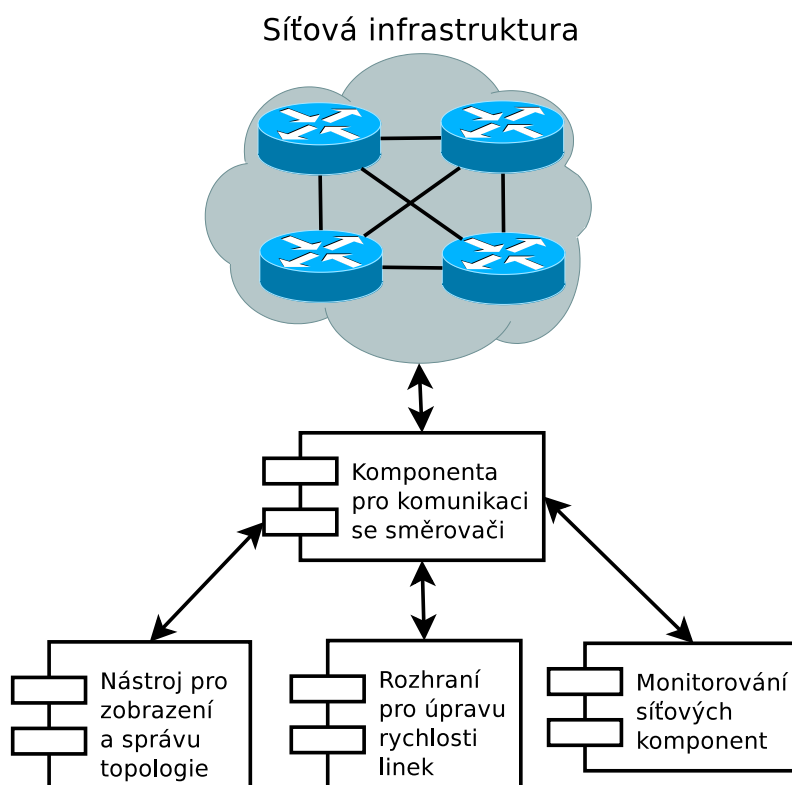 Síťová infrastruktura
Komponenta
pro komunikaci
se směrovači
Nástroj pro
zobrazení
a správu
topologie
Rozhraní
pro úpravu
rychlosti
linek
Monitorování
síťových
komponent